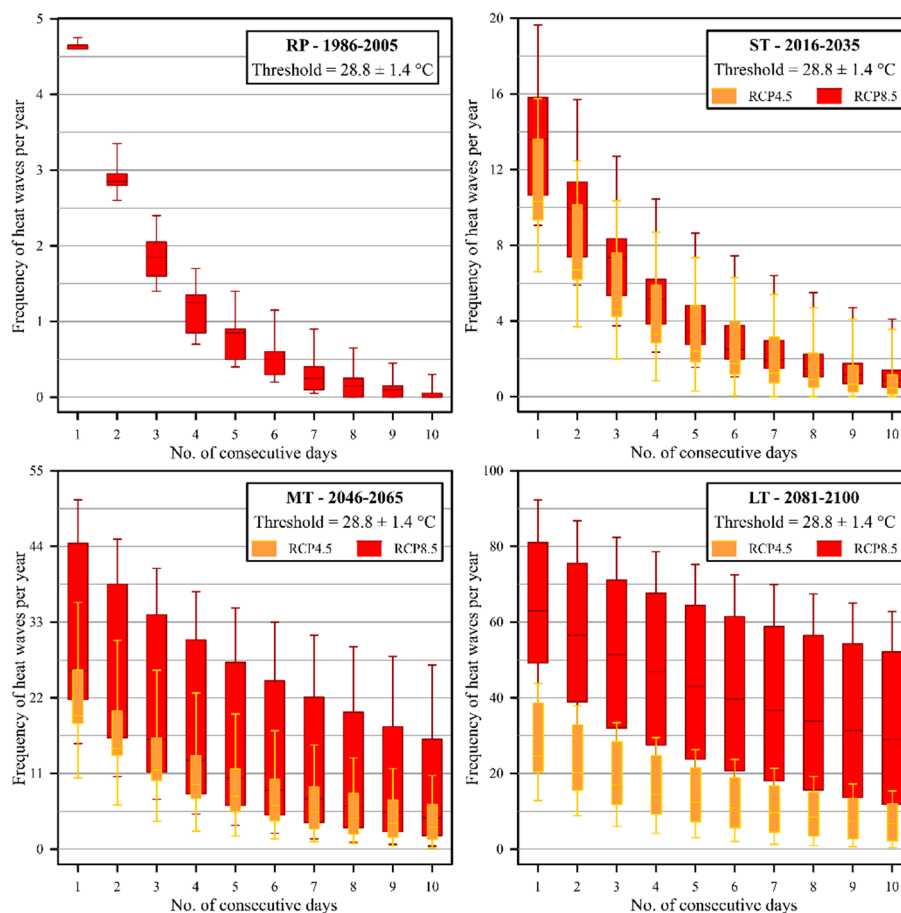 RP - 1986-2005
Threshold = 28.8 ± 1.4 °C
Frequency of heat waves per year
5
4
3
2
1
0
1 2 3 4 5 6 7 8 9 10
No. of consecutive days
ST - 2016-2035
Threshold = 28.8 ± 1.4 °C
RCP4.5 RCP8.5
Frequency of heat waves per year
20
16
12
8
4
0
1 2 3 4 5 6 7 8 9 10
No. of consecutive days
MT - 2046-2065
Threshold = 28.8 ± 1.4 °C
RCP4.5 RCP8.5
Frequency of heat waves per year
55
44
33
22
11
0
1 2 3 4 5 6 7 8 9 10
No. of consecutive days
LT - 2081-2100
Threshold = 28.8 ± 1.4 °C
RCP4.5 RCP8.5
Frequency of heat waves per year
100
80
60
40
20
0
1 2 3 4 5 6 7 8 9 10
No. of consecutive days